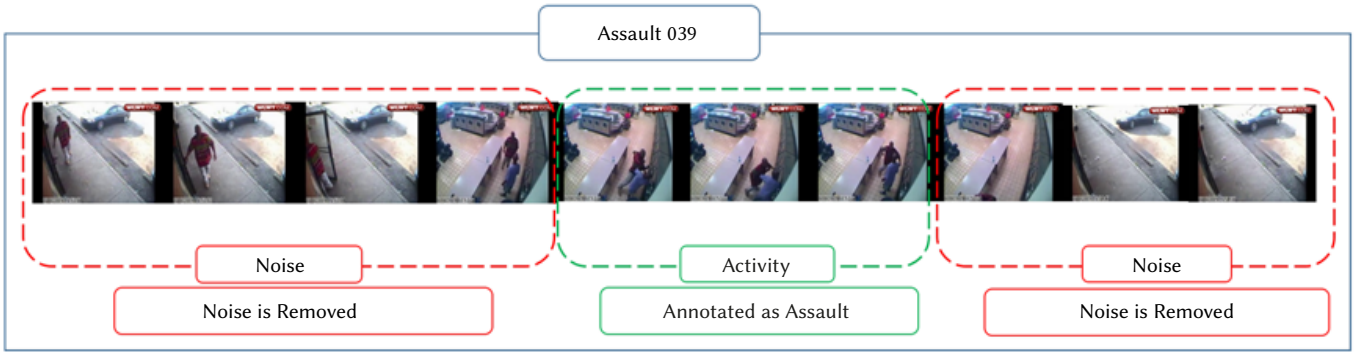 Assault 039
Noise
Activity
Noise
Noise is Removed
Annotated as Assault
Noise is Removed